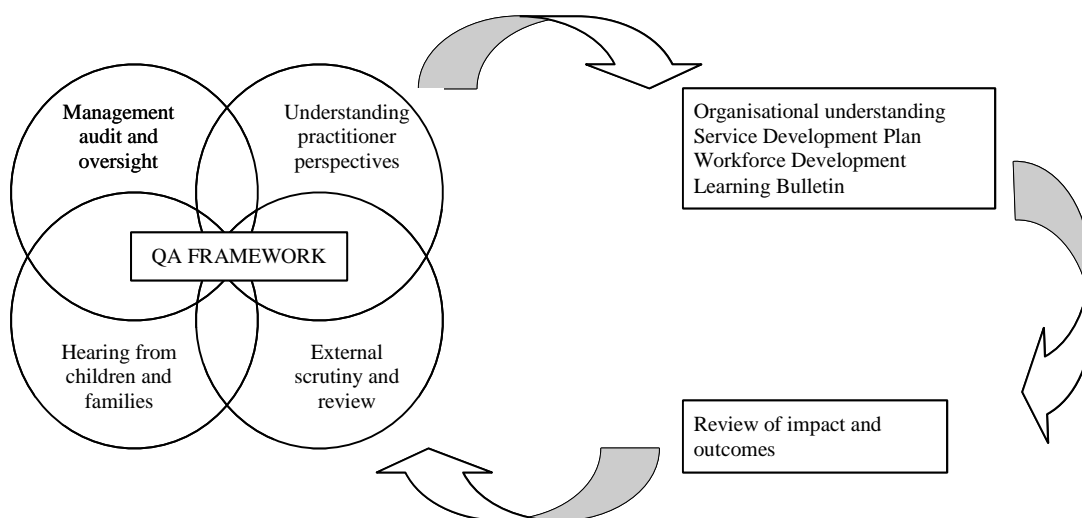 Management
audit and
oversight
Understanding
practitioner
perspectives
QA FRAMEWORK
Hearing from
children and
families
External
scrutiny and
review
Organisational understanding
Service Development Plan
Workforce Development
Learning Bulletin
Review of impact and
outcomes